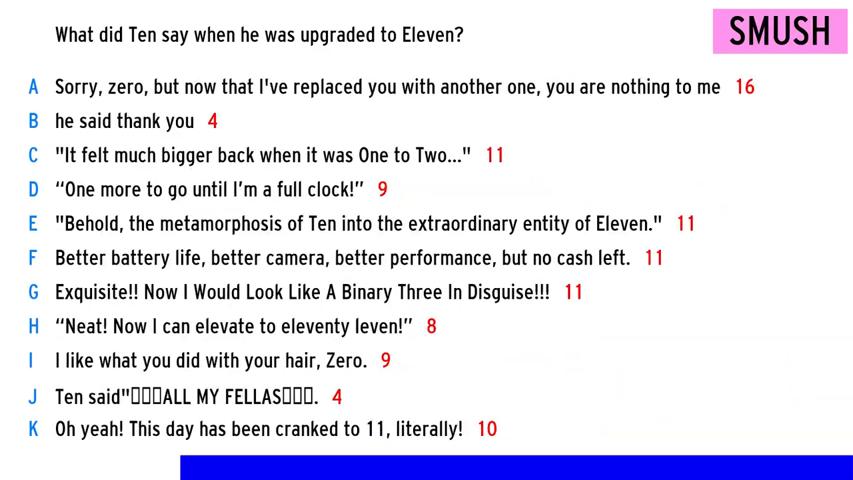 What did Ten say when he was upgraded to Eleven?
SMUSH
A Sorry, zero, but now that I've replaced you with another one, you are nothing to me 16
B he said thank you 4
C "It felt much bigger back when it was One to Two..." 11
D “One more to go until I’m a full clock!” 9
E "Behold, the metamorphosis of Ten into the extraordinary entity of Eleven." 11
F Better battery life, better camera, better performance, but no cash left. 11
G Exquisite!! Now I Would Look Like A Binary Three In Disguise!!! 11
H “Neat! Now I can elevate to eleventy leven!” 8
I I like what you did with your hair, Zero. 9
J Ten said"▯▯▯ALL MY FELLAS▯▯▯. 4
K Oh yeah! This day has been cranked to 11, literally! 10